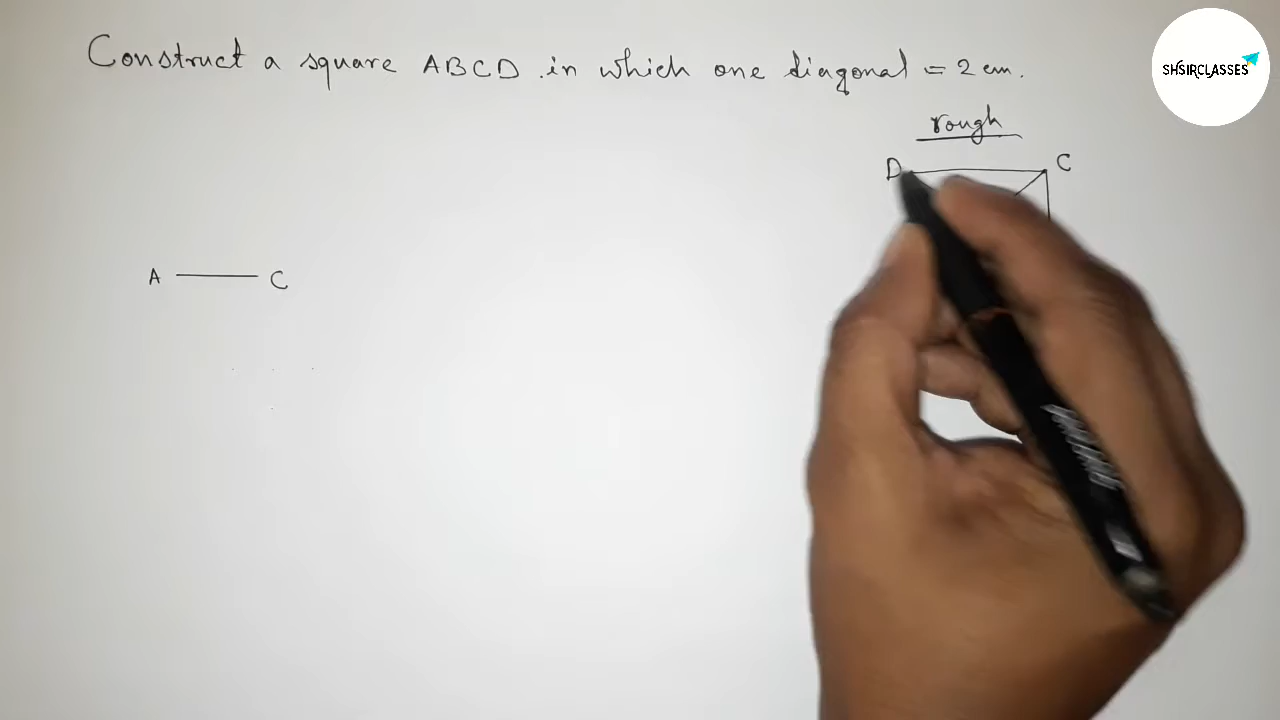 Construct a square ABCD in which one diagonal = 2 cm.
SHSIRCLASSES
rough
D C
A C